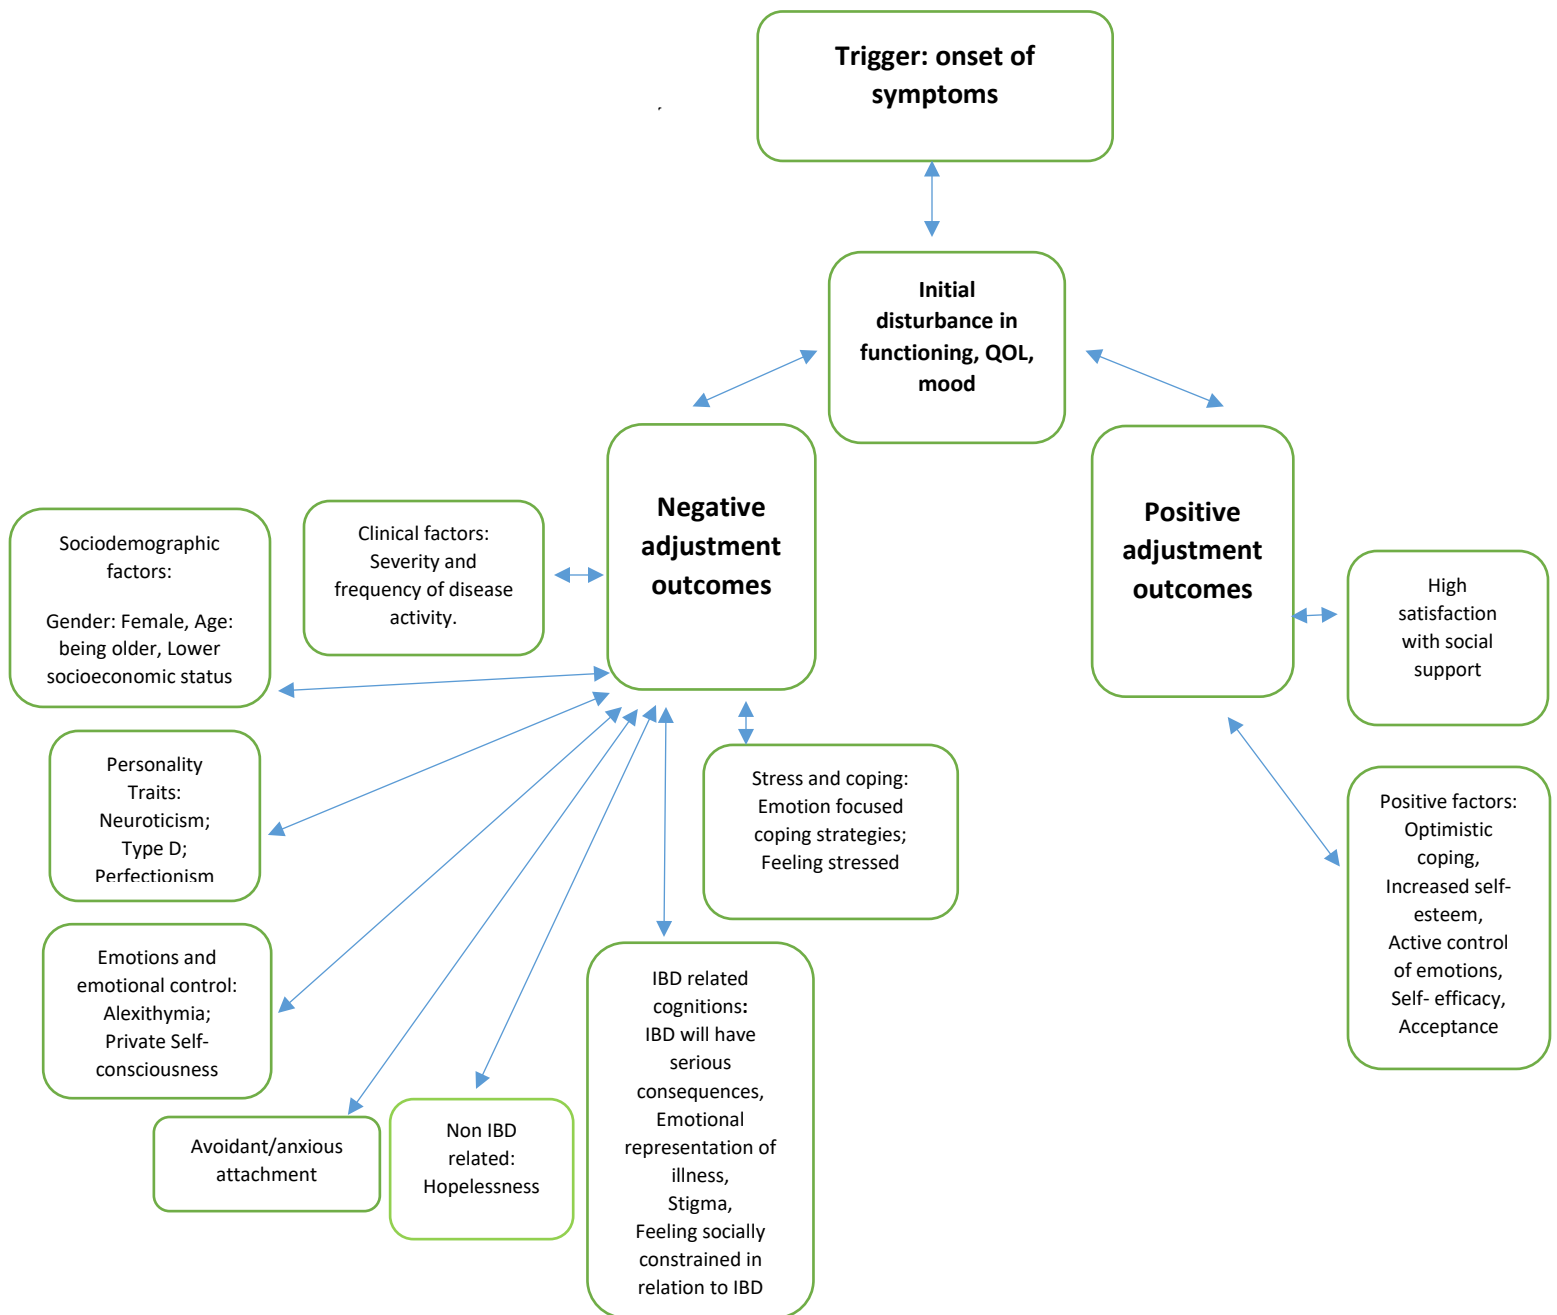 Trigger: onset of
symptoms
Initial
disturbance in
functioning, QOL,
mood
Negative
adjustment
outcomes
Positive
adjustment
outcomes
Sociodemographic
factors:
Gender: Female, Age:
being older, Lower
socioeconomic status
Clinical factors:
Severity and
frequency of disease
activity.
High
satisfaction
with social
support
Personality
Traits:
Neuroticism;
Type D;
Perfectionism
Stress and coping:
Emotion focused
coping strategies;
Feeling stressed
Positive factors:
Optimistic
coping,
Increased self-
esteem,
Active control
of emotions,
Self- efficacy,
Acceptance
Emotions and
emotional control:
Alexithymia;
Private Self-
consciousness
IBD related
cognitions:
IBD will have
serious
consequences,
Emotional
representation of
illness,
Stigma,
Feeling socially
constrained in
relation to IBD
Avoidant/anxious
attachment
Non IBD
related:
Hopelessness